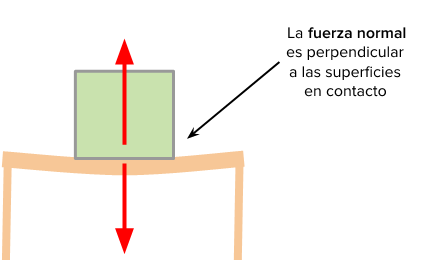 La fuerza normal
es perpendicular
a las superficies
en contacto